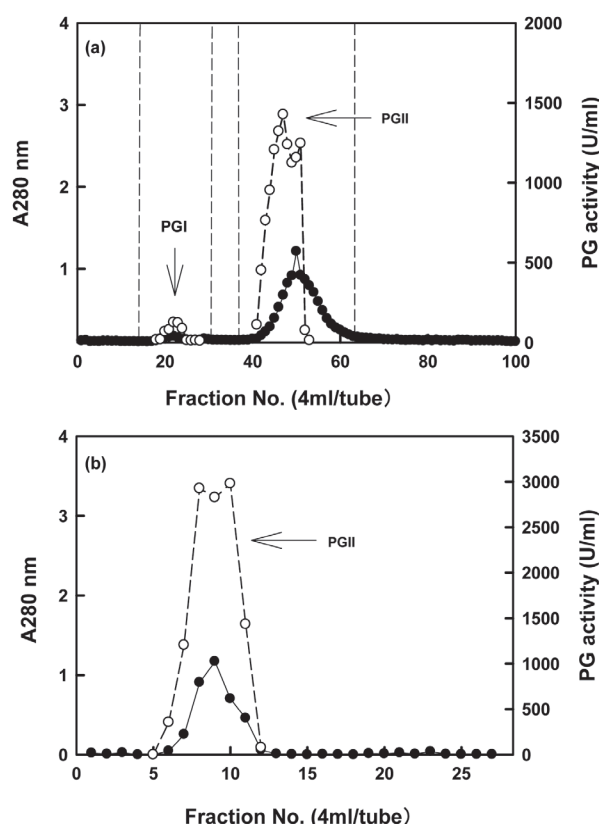 (a)
4
3
2
1
0
A280 nm
2000
1500
1000
500
0
PG activity (U/ml)
PGI
PGII
0 20 40 60 80 100
Fraction No. (4ml/tube)
(b)
4
3
2
1
0
A280 nm
3500
3000
2500
2000
1500
1000
500
0
PG activity (U/ml)
PGII
0 5 10 15 20 25
Fraction No. (4ml/tube)